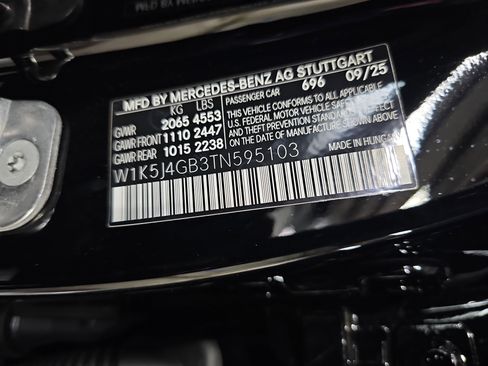 MFD BY MERCEDES-BENZ AG STUTTGART
KG LBS
PASSENGER CAR 696 09/25
GVWR 2065 4553
GAWR FRONT 1110 2447
GAWR REAR 1015 2238
THIS VEHICLE CONFORMS TO ALL APPLICABLE
U.S. FEDERAL MOTOR VEHICLE SAFETY, BUMPER,
AND THEFT PREVENTION STANDARDS IN EFFECT
ON THE DATE OF MANUFACTURE SHOWN ABOVE.
MADE IN HUNGARY
W1K5J4GB3TN595103